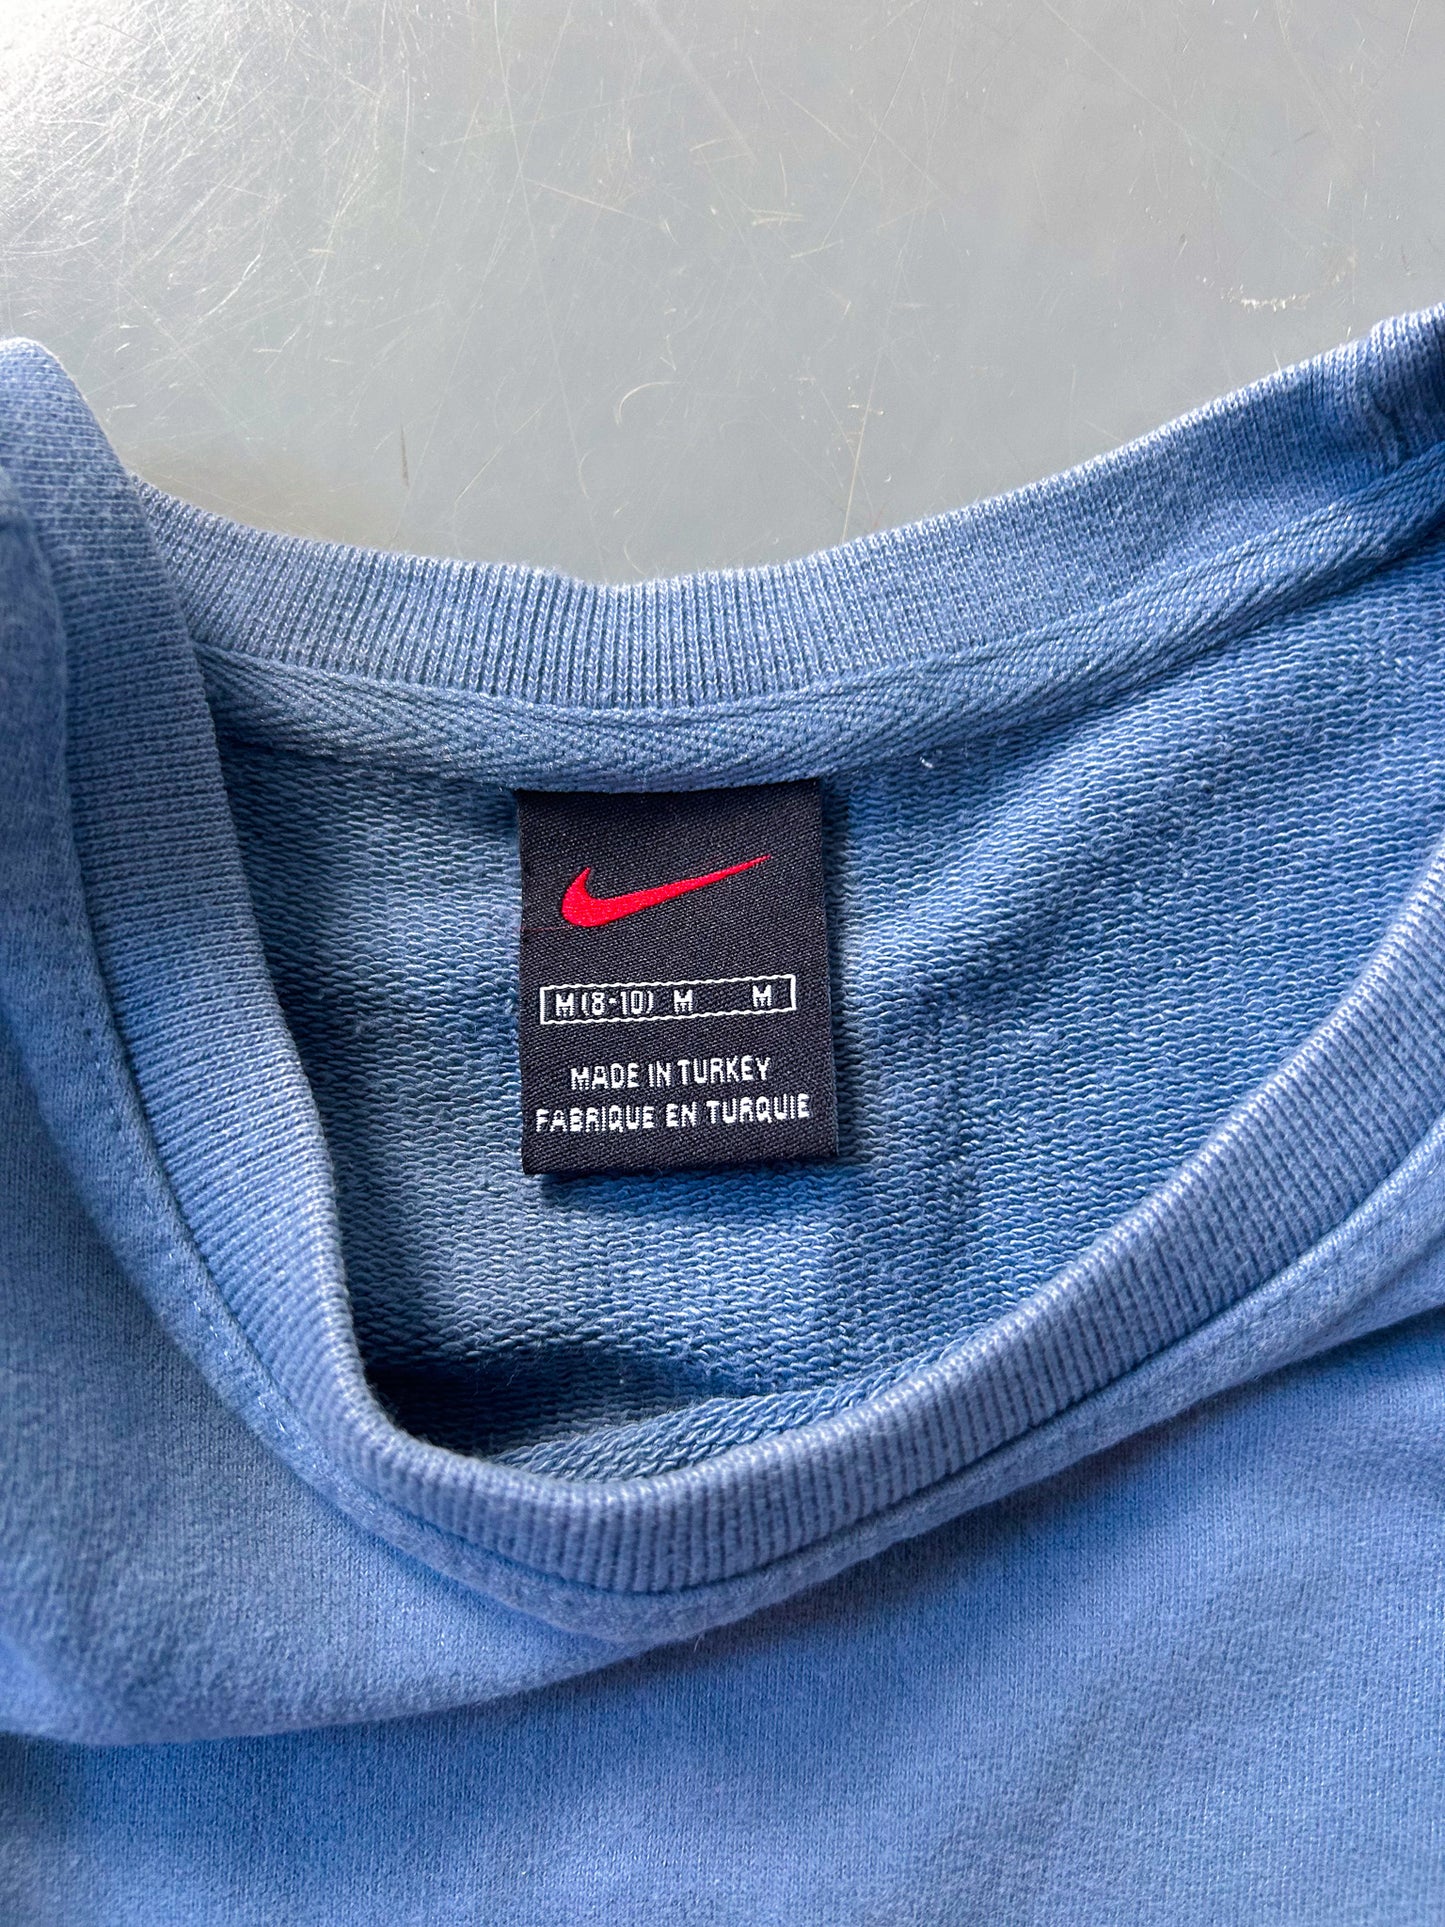 M(8-10) M M
MADE IN TURKEY
FABRIQUE EN TURQUIE